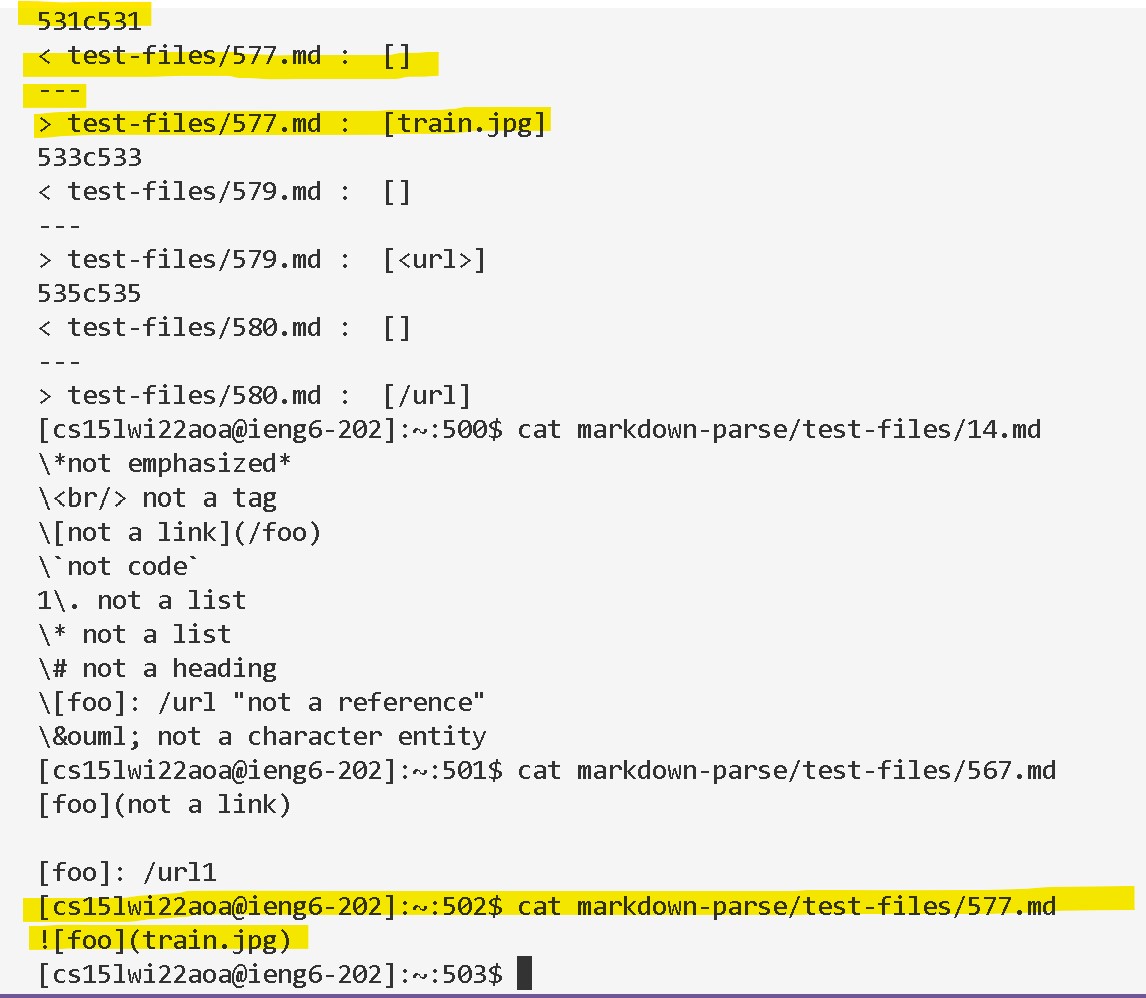 531c531
< test-files/577.md :  []
---
> test-files/577.md :  [train.jpg]
533c533
< test-files/579.md :  []
---
> test-files/579.md :  [<url>]
535c535
< test-files/580.md :  []
---
> test-files/580.md :  [/url]
[cs15lwi22aoa@ieng6-202]:~:500$ cat markdown-parse/test-files/14.md
\*not emphasized*
\<br/> not a tag
\[not a link](/foo)
\`not code`
1\. not a list
\* not a list
\# not a heading
\[foo]: /url "not a reference"
\&ouml; not a character entity
[cs15lwi22aoa@ieng6-202]:~:501$ cat markdown-parse/test-files/567.md
[foo](not a link)

[foo]: /url1
[cs15lwi22aoa@ieng6-202]:~:502$ cat markdown-parse/test-files/577.md
![foo](train.jpg)
[cs15lwi22aoa@ieng6-202]:~:503$